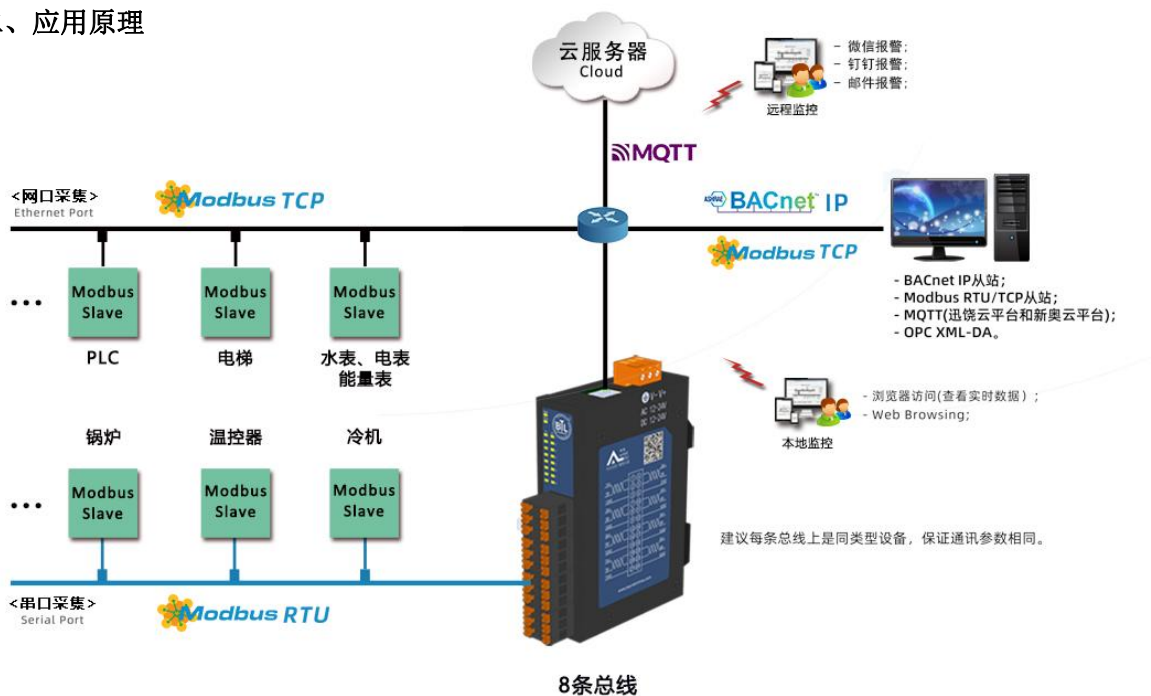 、应用原理
云服务器
Cloud
- 微信报警;
- 钉钉报警;
- 邮件报警;
远程监控
MQTT
<网口采集>
Ethernet Port
Modbus TCP
BACnet IP
Modbus TCP
Modbus
Slave
Modbus
Slave
Modbus
Slave
PLC
电梯
水表、电表
能量表
- BACnet IP从站;
- Modbus RTU/TCP从站;
- MQTT(迅饶云平台和新奥云平台);
- OPC XML-DA。
- 浏览器访问(查看实时数据) ;
- Web Browsing;
本地监控
V- V+
AC 12-24V
DC 12-24V
BTL
锅炉
温控器
冷机
Modbus
Slave
Modbus
Slave
Modbus
Slave
建议每条总线上是同类型设备，保证通讯参数相同。
<串口采集>
Serial Port
Modbus RTU
8条总线